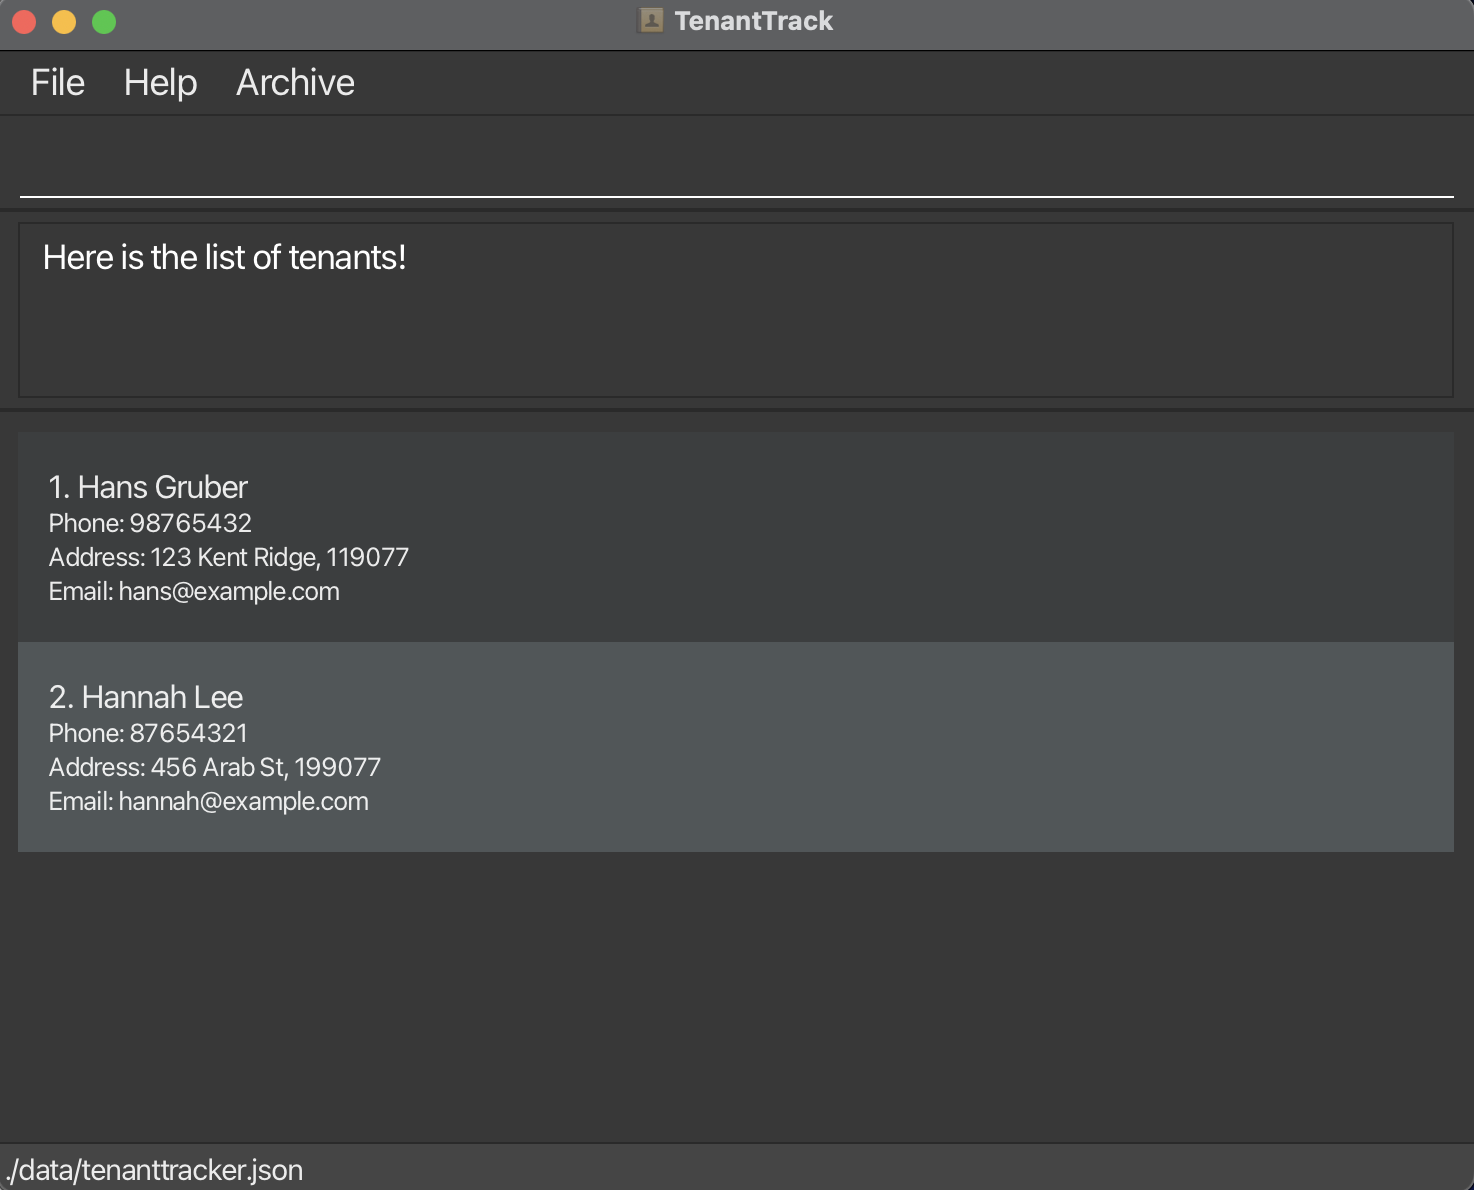 TenantTrack
File Help Archive
Here is the list of tenants!
1. Hans Gruber
Phone: 98765432
Address: 123 Kent Ridge, 119077
Email: hans@example.com
2. Hannah Lee
Phone: 87654321
Address: 456 Arab St, 199077
Email: hannah@example.com
./data/tenanttracker.json